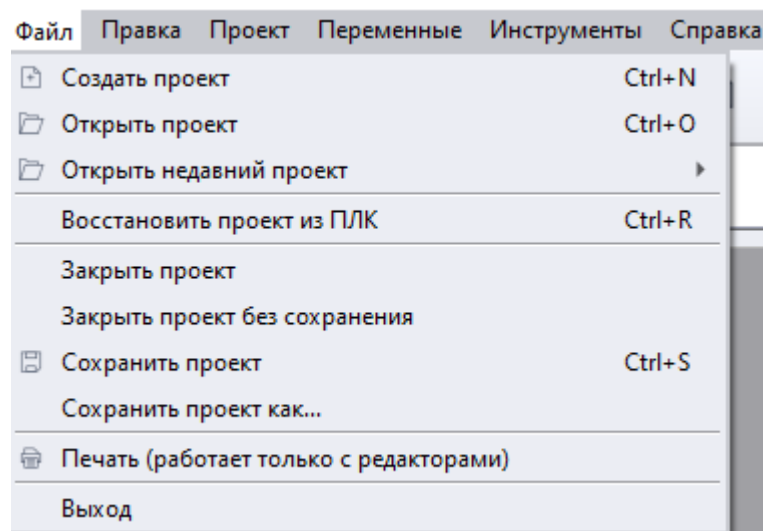 Файл Правка Проект Переменные Инструменты Справка
Создать проект Ctrl+N
Открыть проект Ctrl+O
Открыть недавний проект
Восстановить проект из ПЛК Ctrl+R
Закрыть проект
Закрыть проект без сохранения
Сохранить проект Ctrl+S
Сохранить проект как...
Печать (работает только с редакторами)
Выход